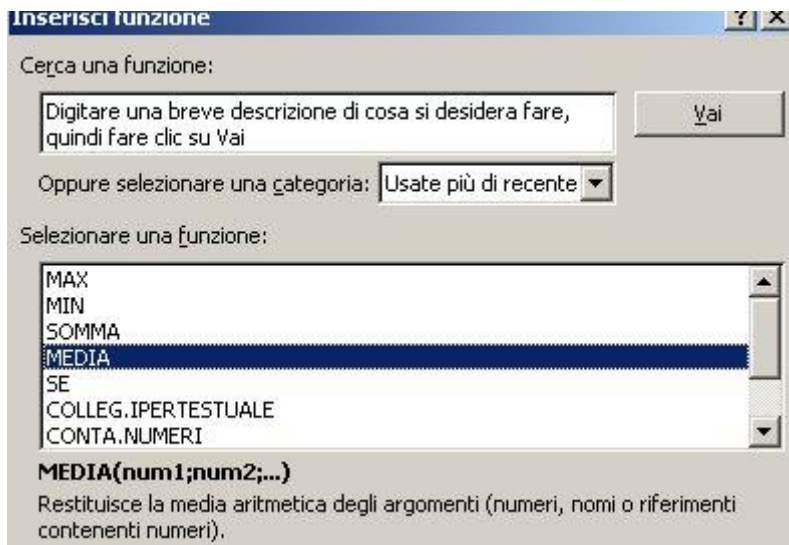 Inserisci funzione
Cerca una funzione:
Digitare una breve descrizione di cosa si desidera fare,
quindi fare clic su Vai
Vai
Oppure selezionare una categoria: Usate più di recente
Selezionare una funzione:
MAX
MIN
SOMMA
MEDIA
SE
COLLEG.IPERTESTUALE
CONTA.NUMERI
MEDIA(num1;num2;...)
Restituisce la media aritmetica degli argomenti (numeri, nomi o riferimenti
contenenti numeri).